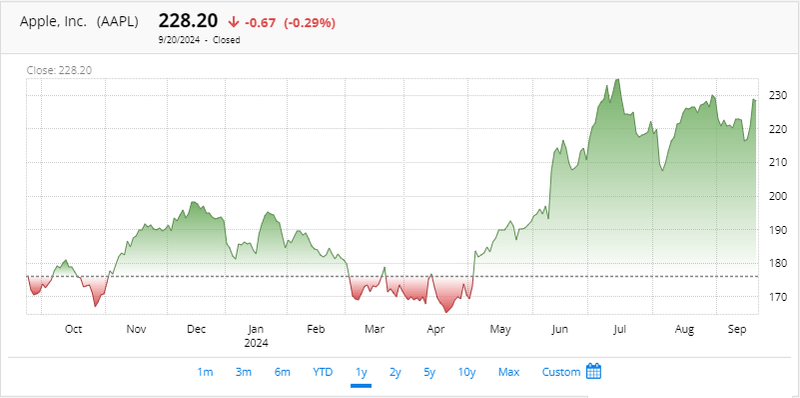 Apple, Inc. (AAPL) 228.20 -0.67 (-0.29%)
9/20/2024 - Closed
Close: 228.20
230
220
210
200
190
180
170
Oct Nov Dec Jan Feb Mar Apr May Jun Jul Aug Sep
2024
1m 3m 6m YTD 1y 2y 5y 10y Max Custom